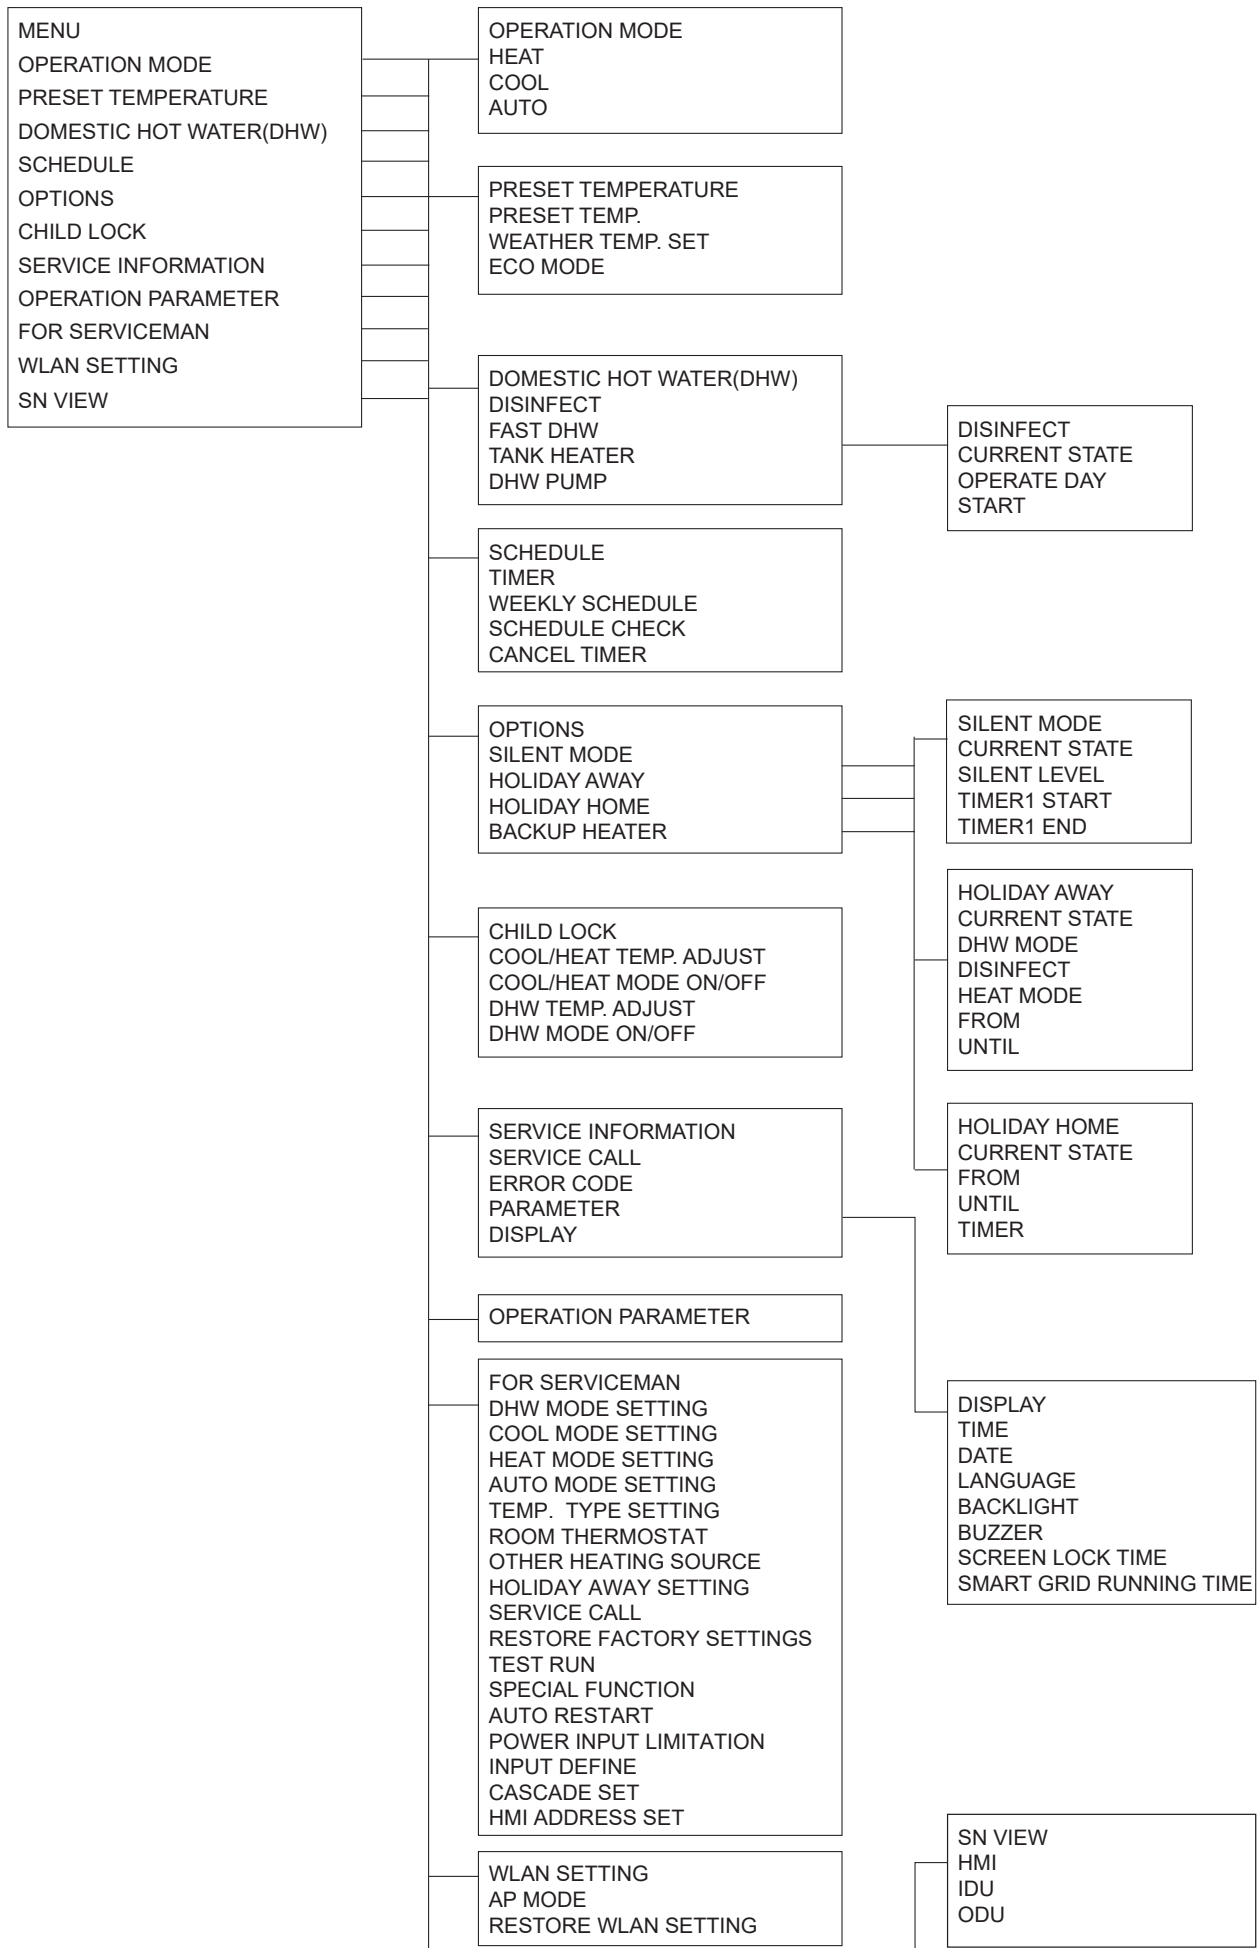 MENU
OPERATION MODE
PRESET TEMPERATURE
DOMESTIC HOT WATER(DHW)
SCHEDULE
OPTIONS
CHILD LOCK
SERVICE INFORMATION
OPERATION PARAMETER
FOR SERVICEMAN
WLAN SETTING
SN VIEW
OPERATION MODE
HEAT
COOL
AUTO
PRESET TEMPERATURE
PRESET TEMP.
WEATHER TEMP. SET
ECO MODE
DOMESTIC HOT WATER(DHW)
DISINFECT
FAST DHW
TANK HEATER
DHW PUMP
DISINFECT
CURRENT STATE
OPERATE DAY
START
SCHEDULE
TIMER
WEEKLY SCHEDULE
SCHEDULE CHECK
CANCEL TIMER
OPTIONS
SILENT MODE
HOLIDAY AWAY
HOLIDAY HOME
BACKUP HEATER
SILENT MODE
CURRENT STATE
SILENT LEVEL
TIMER1 START
TIMER1 END
HOLIDAY AWAY
CURRENT STATE
DHW MODE
DISINFECT
HEAT MODE
FROM
UNTIL
HOLIDAY HOME
CURRENT STATE
FROM
UNTIL
TIMER
CHILD LOCK
COOL/HEAT TEMP. ADJUST
COOL/HEAT MODE ON/OFF
DHW TEMP. ADJUST
DHW MODE ON/OFF
SERVICE INFORMATION
SERVICE CALL
ERROR CODE
PARAMETER
DISPLAY
DISPLAY
TIME
DATE
LANGUAGE
BACKLIGHT
BUZZER
SCREEN LOCK TIME
SMART GRID RUNNING TIME
OPERATION PARAMETER
FOR SERVICEMAN
DHW MODE SETTING
COOL MODE SETTING
HEAT MODE SETTING
AUTO MODE SETTING
TEMP. TYPE SETTING
ROOM THERMOSTAT
OTHER HEATING SOURCE
HOLIDAY AWAY SETTING
SERVICE CALL
RESTORE FACTORY SETTINGS
TEST RUN
SPECIAL FUNCTION
AUTO RESTART
POWER INPUT LIMITATION
INPUT DEFINE
CASCADE SET
HMI ADDRESS SET
WLAN SETTING
AP MODE
RESTORE WLAN SETTING
SN VIEW
HMI
IDU
ODU